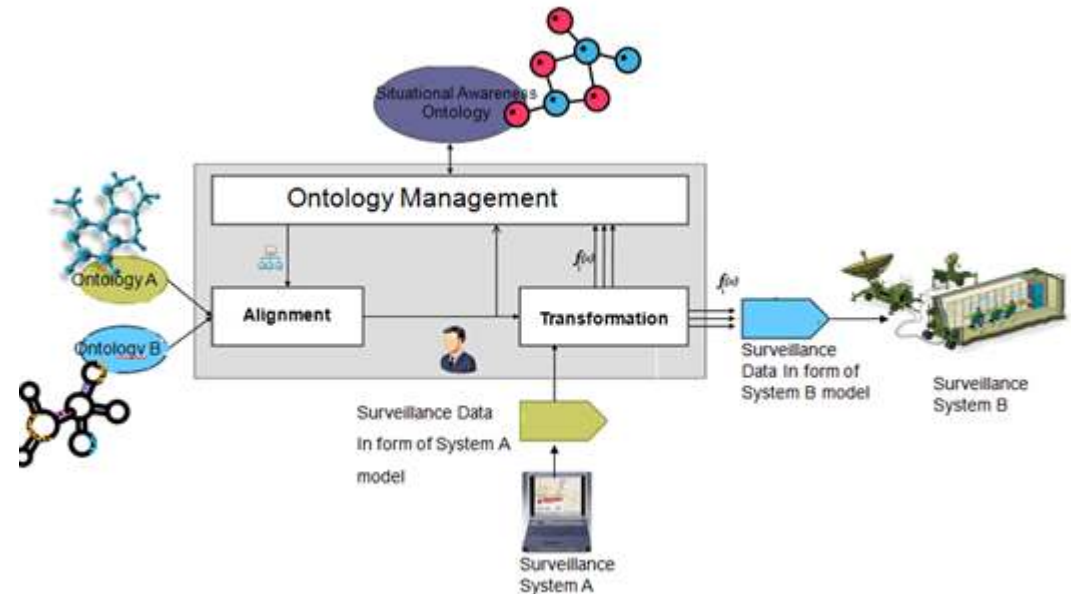 Situational Awareness
Ontology
Ontology Management
Ontology A
f(x)
f(x)
Alignment
Transformation
Ontology B
Surveillance
Data In form of
System B model
Surveillance
System B
Surveillance Data
In form of System A
model
Surveillance
System A